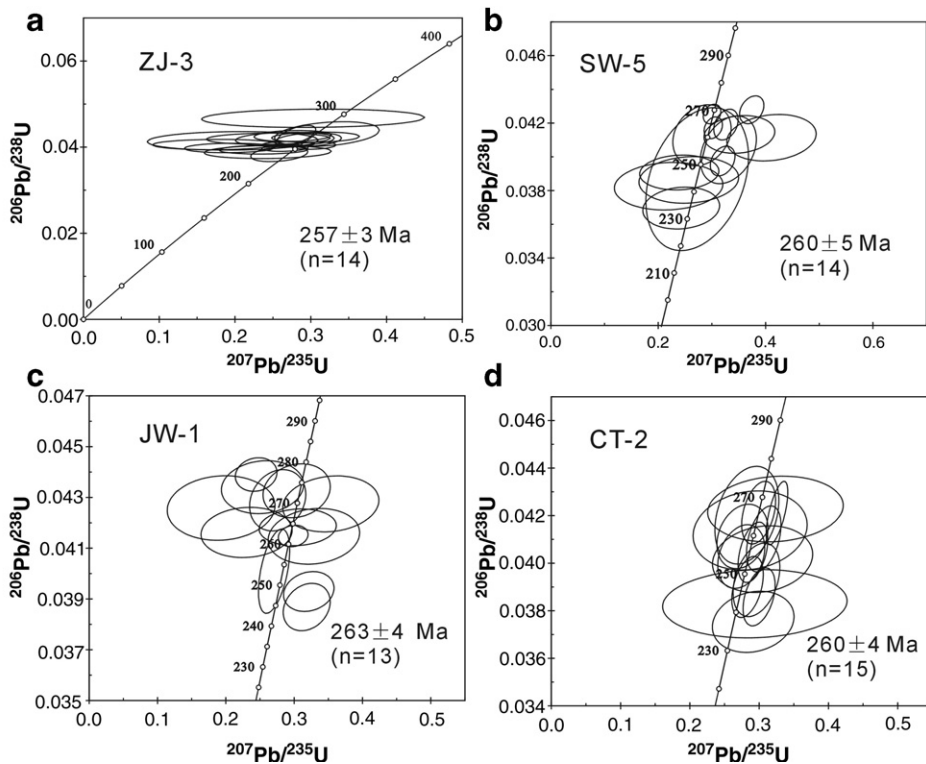 a
ZJ-3
400
300
200
100
0
257±3 Ma
(n=14)
0.06
0.04
0.02
0.00
0.0 0.1 0.2 0.3 0.4 0.5
206Pb/238U
207Pb/235U
b
SW-5
290
270
250
230
210
260±5 Ma
(n=14)
0.046
0.042
0.038
0.034
0.030
0.2 0.4 0.6
206Pb/238U
207Pb/235U
c
JW-1
290
280
270
260
250
240
230
263±4 Ma
(n=13)
0.047
0.045
0.043
0.041
0.039
0.037
0.035
0.0 0.1 0.2 0.3 0.4 0.5
206Pb/238U
207Pb/235U
d
CT-2
290
270
250
230
260±4 Ma
(n=15)
0.046
0.044
0.042
0.040
0.038
0.036
0.034
0.0 0.1 0.2 0.3 0.4 0.5
206Pb/238U
207Pb/235U